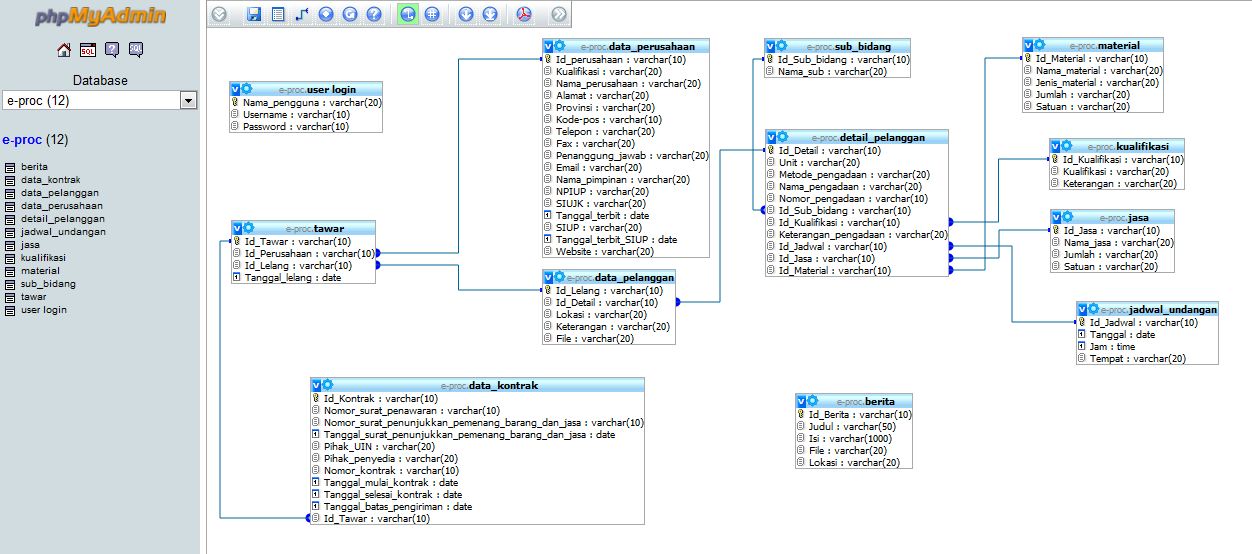 phpMyAdmin
Database
e-proc (12)
e-proc (12)
berita
data_kontrak
data_pelanggan
data_perusahaan
detail_pelanggan
jadwal_undangan
jasa
kualifikasi
material
sub_bidang
tawar
user login
e-proc.user login
Nama_pengguna : varchar(20)
Username : varchar(10)
Password : varchar(10)
e-proc.tawar
Id_Tawar : varchar(10)
Id_Perusahaan : varchar(10)
Id_Lelang : varchar(10)
Tanggal_lelang : date
e-proc.data_perusahaan
Id_perusahaan : varchar(10)
Kualifikasi : varchar(20)
Nama_perusahaan : varchar(20)
Alamat : varchar(20)
Provinsi : varchar(20)
Kode-pos : varchar(10)
Telepon : varchar(20)
Fax : varchar(20)
Penanggung_jawab : varchar(20)
Email : varchar(20)
Nama_pimpinan : varchar(20)
NPIUP : varchar(20)
SIUJK : varchar(20)
Tanggal_terbit : date
SIUP : varchar(20)
Tanggal_terbit_SIUP : date
Website : varchar(20)
e-proc.data_pelanggan
Id_Lelang : varchar(10)
Id_Detail : varchar(10)
Lokasi : varchar(20)
Keterangan : varchar(20)
File : varchar(20)
e-proc.data_kontrak
Id_Kontrak : varchar(10)
Nomor_surat_penawaran : varchar(10)
Nomor_surat_penunjukkan_pemenang_barang_dan_jasa : varchar(10)
Tanggal_surat_penunjukkan_pemenang_barang_dan_jasa : date
Pihak_UIN : varchar(20)
Pihak_penyedia : varchar(20)
Nomor_kontrak : varchar(10)
Tanggal_mulai_kontrak : date
Tanggal_selesai_kontrak : date
Tanggal_batas_pengiriman : date
Id_Tawar : varchar(10)
e-proc.sub_bidang
Id_Sub_bidang : varchar(10)
Nama_sub : varchar(20)
e-proc.detail_pelanggan
Id_Detail : varchar(10)
Unit : varchar(20)
Metode_pengadaan : varchar(20)
Nama_pengadaan : varchar(20)
Nomor_pengadaan : varchar(10)
Id_Sub_bidang : varchar(10)
Id_Kualifikasi : varchar(10)
Keterangan_pengadaan : varchar(20)
Id_Jadwal : varchar(10)
Id_Jasa : varchar(10)
Id_Material : varchar(10)
e-proc.berita
Id_Berita : varchar(10)
Judul : varchar(50)
Isi : varchar(1000)
File : varchar(20)
Lokasi : varchar(20)
e-proc.material
Id_Material : varchar(10)
Nama_material : varchar(20)
Jenis_material : varchar(20)
Jumlah : varchar(20)
Satuan : varchar(20)
e-proc.kualifikasi
Id_Kualifikasi : varchar(10)
Kualifikasi : varchar(20)
Keterangan : varchar(20)
e-proc.jasa
Id_Jasa : varchar(10)
Nama_jasa : varchar(20)
Jumlah : varchar(20)
Satuan : varchar(20)
e-proc.jadwal_undangan
Id_Jadwal : varchar(10)
Tanggal : date
Jam : time
Tempat : varchar(20)